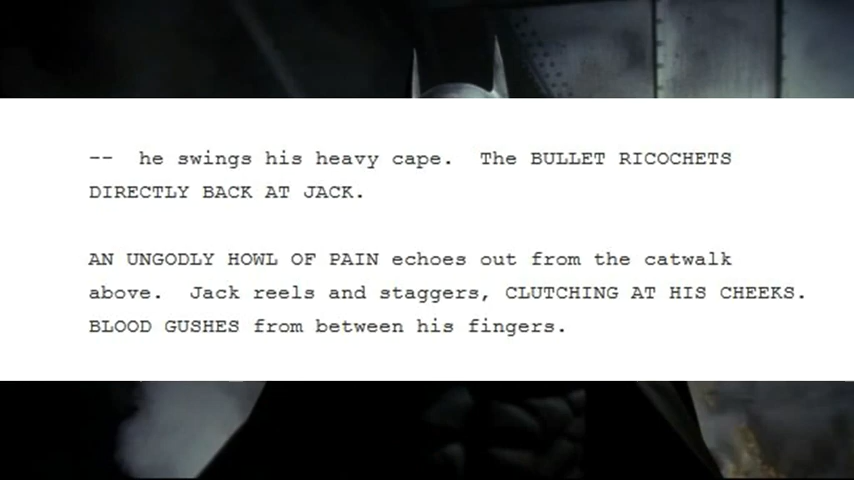 -- he swings his heavy cape. The BULLET RICOCHETS
DIRECTLY BACK AT JACK.
AN UNGODLY HOWL OF PAIN echoes out from the catwalk
above. Jack reels and staggers, CLUTCHING AT HIS CHEEKS.
BLOOD GUSHES from between his fingers.